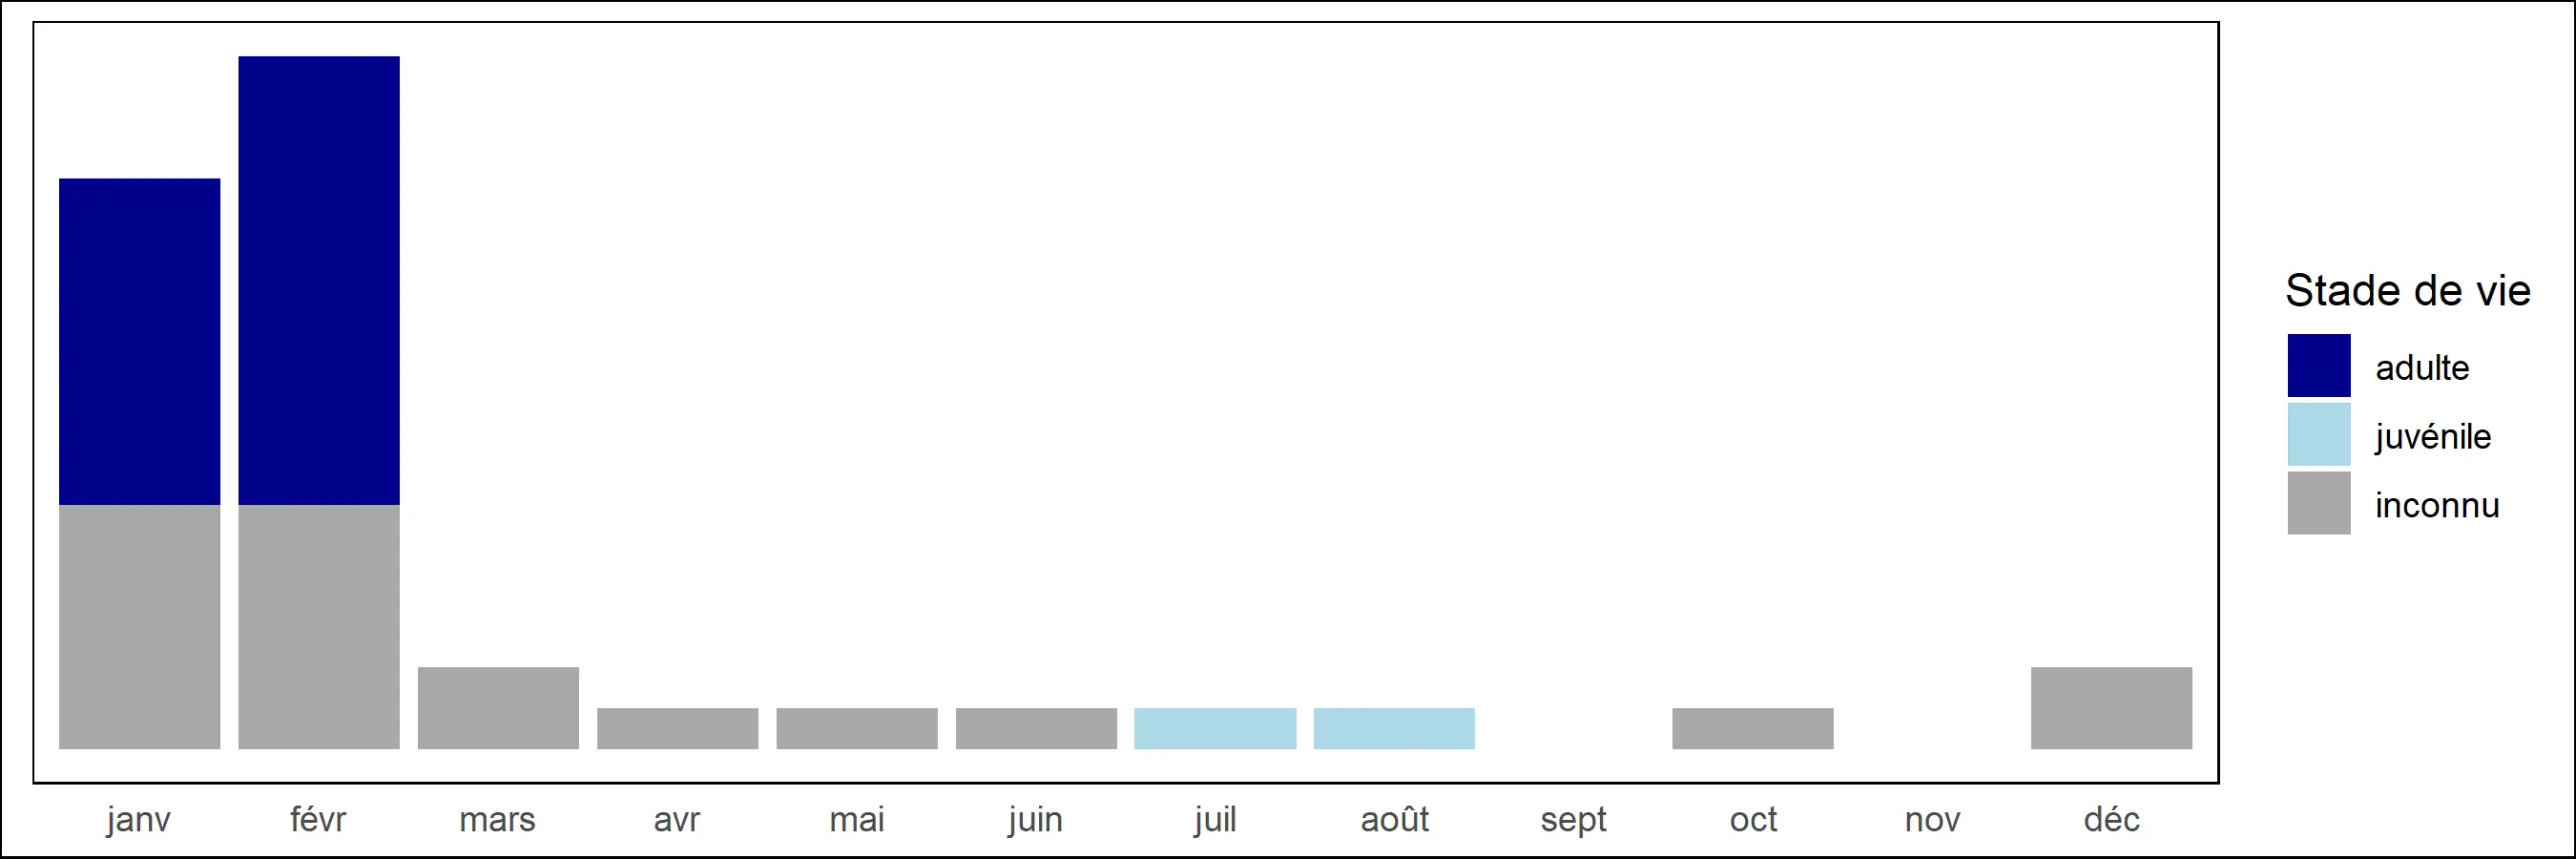 Stade de vie
adulte
juvénile
inconnu
janv févr mars avr mai juin juil août sept oct nov déc